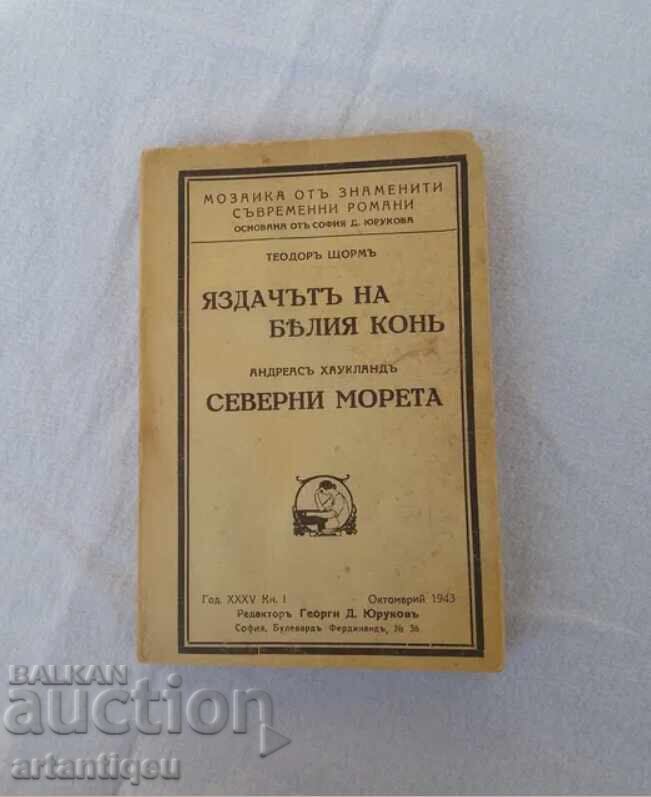 МОЗАИКА ОТЪ ЗНАМЕНИТИ
СЪВРЕМЕННИ РОМАНИ
ОСНОВАНА ОТЪ СОФИЯ Д. ЮРУКОВА
ТЕОДОРЪ ЩОРМЪ
ЯЗДАЧЪТЪ НА
БѢЛИЯ КОНЬ
АНДРЕАСЪ ХАУКЛАНДЪ
СЕВЕРНИ МОРЕТА
Год. XXXV Кн. I Октомврий 1943
Редакторъ Георги Д. Юруковъ
София, Булевардъ Фердинандъ, № 36
BALKAN
auction
artantiqeu